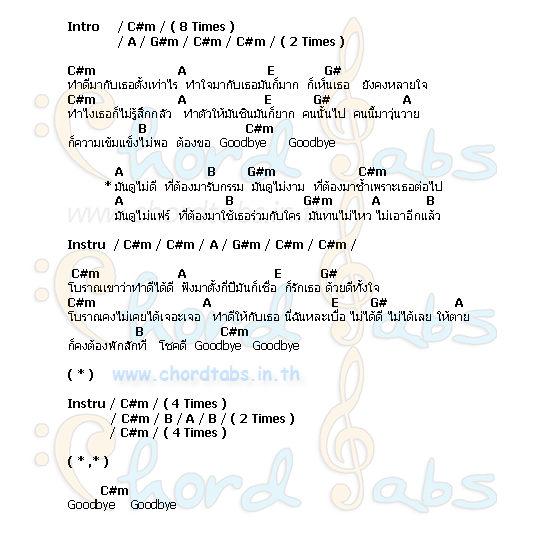 Intro / C#m / ( 8 Times )
/ A / G#m / C#m / C#m / ( 2 Times )
C#m A E G#
ทำดีมากับเธอตั้งเท่าไร ทำใจมากับเธอมันก็มาก ก็เห็นเธอ ยังคงหลายใจ
C#m A E G# A
ทำไงเธอก็ไม่รู้สึกกลัว ทำตัวให้มันชินมันก็ยาก คนนั้นไป คนนี้มาวุ่นวาย
B C#m
ก็ความเข้มแข็งไม่พอ ต้องขอ Goodbye Goodbye
A B G#m C#m
* มันดูไม่ดี ที่ต้องมารับกรรม มันดูไม่งาม ที่ต้องมาช้ำเพราะเธอต่อไป
A B G#m A B
มันดูไม่แฟร์ ที่ต้องมาใช้เธอร่วมกับใคร มันทนไม่ไหว ไม่เอาอีกแล้ว
Instru / C#m / C#m / A / G#m / C#m / C#m /
C#m A E G#
โบราณเขาว่าทำดีได้ดี ฟังมาตั้งกี่ปีมันก็เชื่อ ก็รักเธอ ด้วยดีทั้งใจ
C#m A E G# A
โบราณคงไม่เคยได้เจอะเจอ ทำดีให้กับเธอ นี่ฉันหละเบื่อ ไม่ได้ดี ไม่ได้เลย ให้ตาย
B C#m
ก็คงต้องพักสักที โชคดี Goodbye Goodbye
( * )
www.chordtabs.in.th
Instru / C#m / ( 4 Times )
/ C#m / B / A / B / ( 2 Times )
/ C#m / ( 4 Times )
( * ,* )
C#m
Goodbye Goodbye